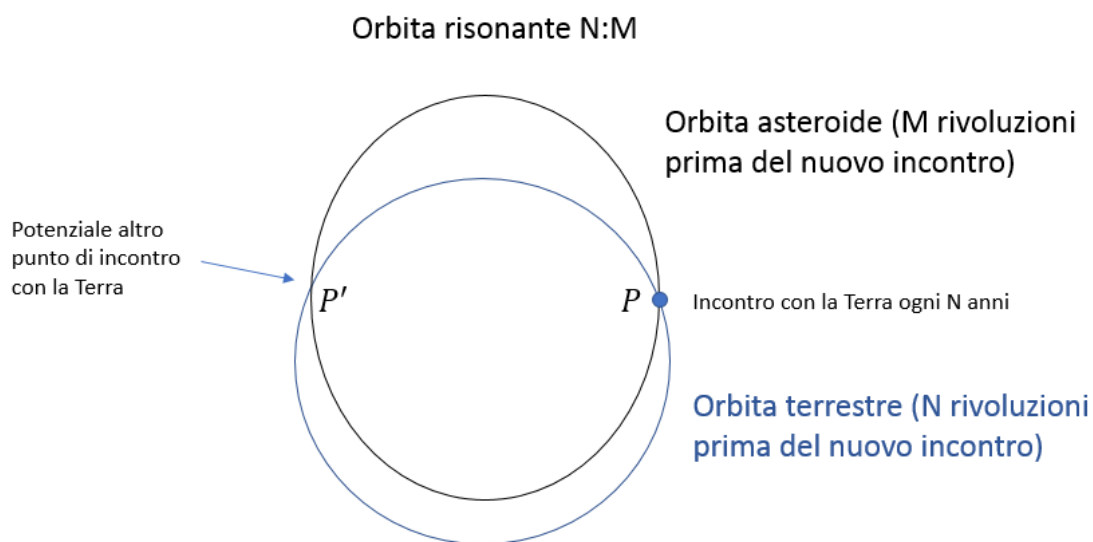 Orbita risonante N:M
Orbita asteroide (M rivoluzioni
prima del nuovo incontro)
Potenziale altro
punto di incontro
con la Terra
P′
P
Incontro con la Terra ogni N anni
Orbita terrestre (N rivoluzioni
prima del nuovo incontro)